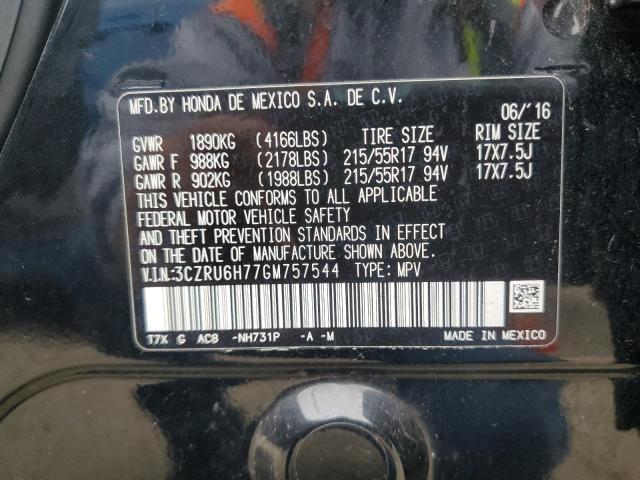 MFD.BY HONDA DE MEXICO S.A. DE C.V.
06/'16
GVWR 1890KG (4166LBS) TIRE SIZE RIM SIZE
GAWR F 988KG (2178LBS) 215/55R17 94V 17X7.5J
GAWR R 902KG (1988LBS) 215/55R17 94V 17X7.5J
THIS VEHICLE CONFORMS TO ALL APPLICABLE
FEDERAL MOTOR VEHICLE SAFETY
AND THEFT PREVENTION STANDARDS IN EFFECT
ON THE DATE OF MANUFACTURE SHOWN ABOVE.
V.I.N:3CZRU6H77GM757544 TYPE: MPV
T7X G AC8 -NH731P -A -M MADE IN MEXICO